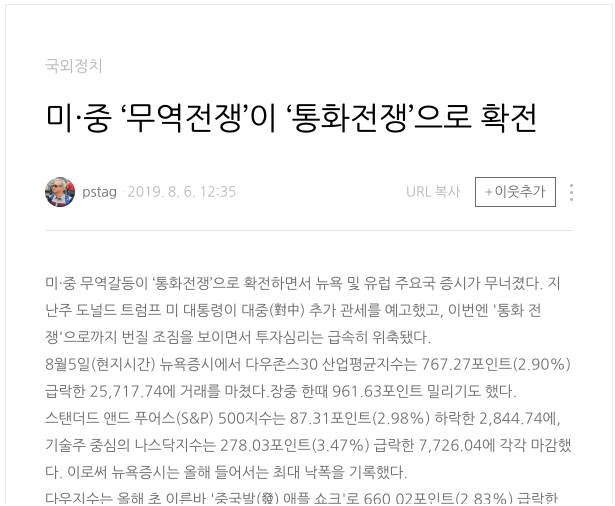 국외정치
미·중 ‘무역전쟁’이 ‘통화전쟁’으로 확전
pstag · 2019. 8. 6. 12:35
URL 복사
+이웃추가
미·중 무역갈등이 '통화전쟁'으로 확전하면서 뉴욕 및 유럽 주요국 증시가 무너졌다. 지
난주 도널드 트럼프 미 대통령이 대중(對中) 추가 관세를 예고했고, 이번엔 '통화 전
쟁'으로까지 번질 조짐을 보이면서 투자심리는 급속히 위축됐다.
8월5일(현지시간) 뉴욕증시에서 다우존스30 산업평균지수는 767.27포인트(2.90%)
급락한 25,717.74에 거래를 마쳤다.장중 한때 961.63포인트 밀리기도 했다.
스탠더드 앤드 푸어스(S&P) 500지수는 87.31포인트(2.98%) 하락한 2,844.74에,
기술주 중심의 나스닥지수는 278.03포인트(3.47%) 급락한 7,726.04에 각각 마감했
다. 이로써 뉴욕증시는 올해 들어서는 최대 낙폭을 기록했다.
다우지수는 올해 초 이른바 '중국발(發) 애플 쇼크'로 660.02포인트(2.83%) 급락한